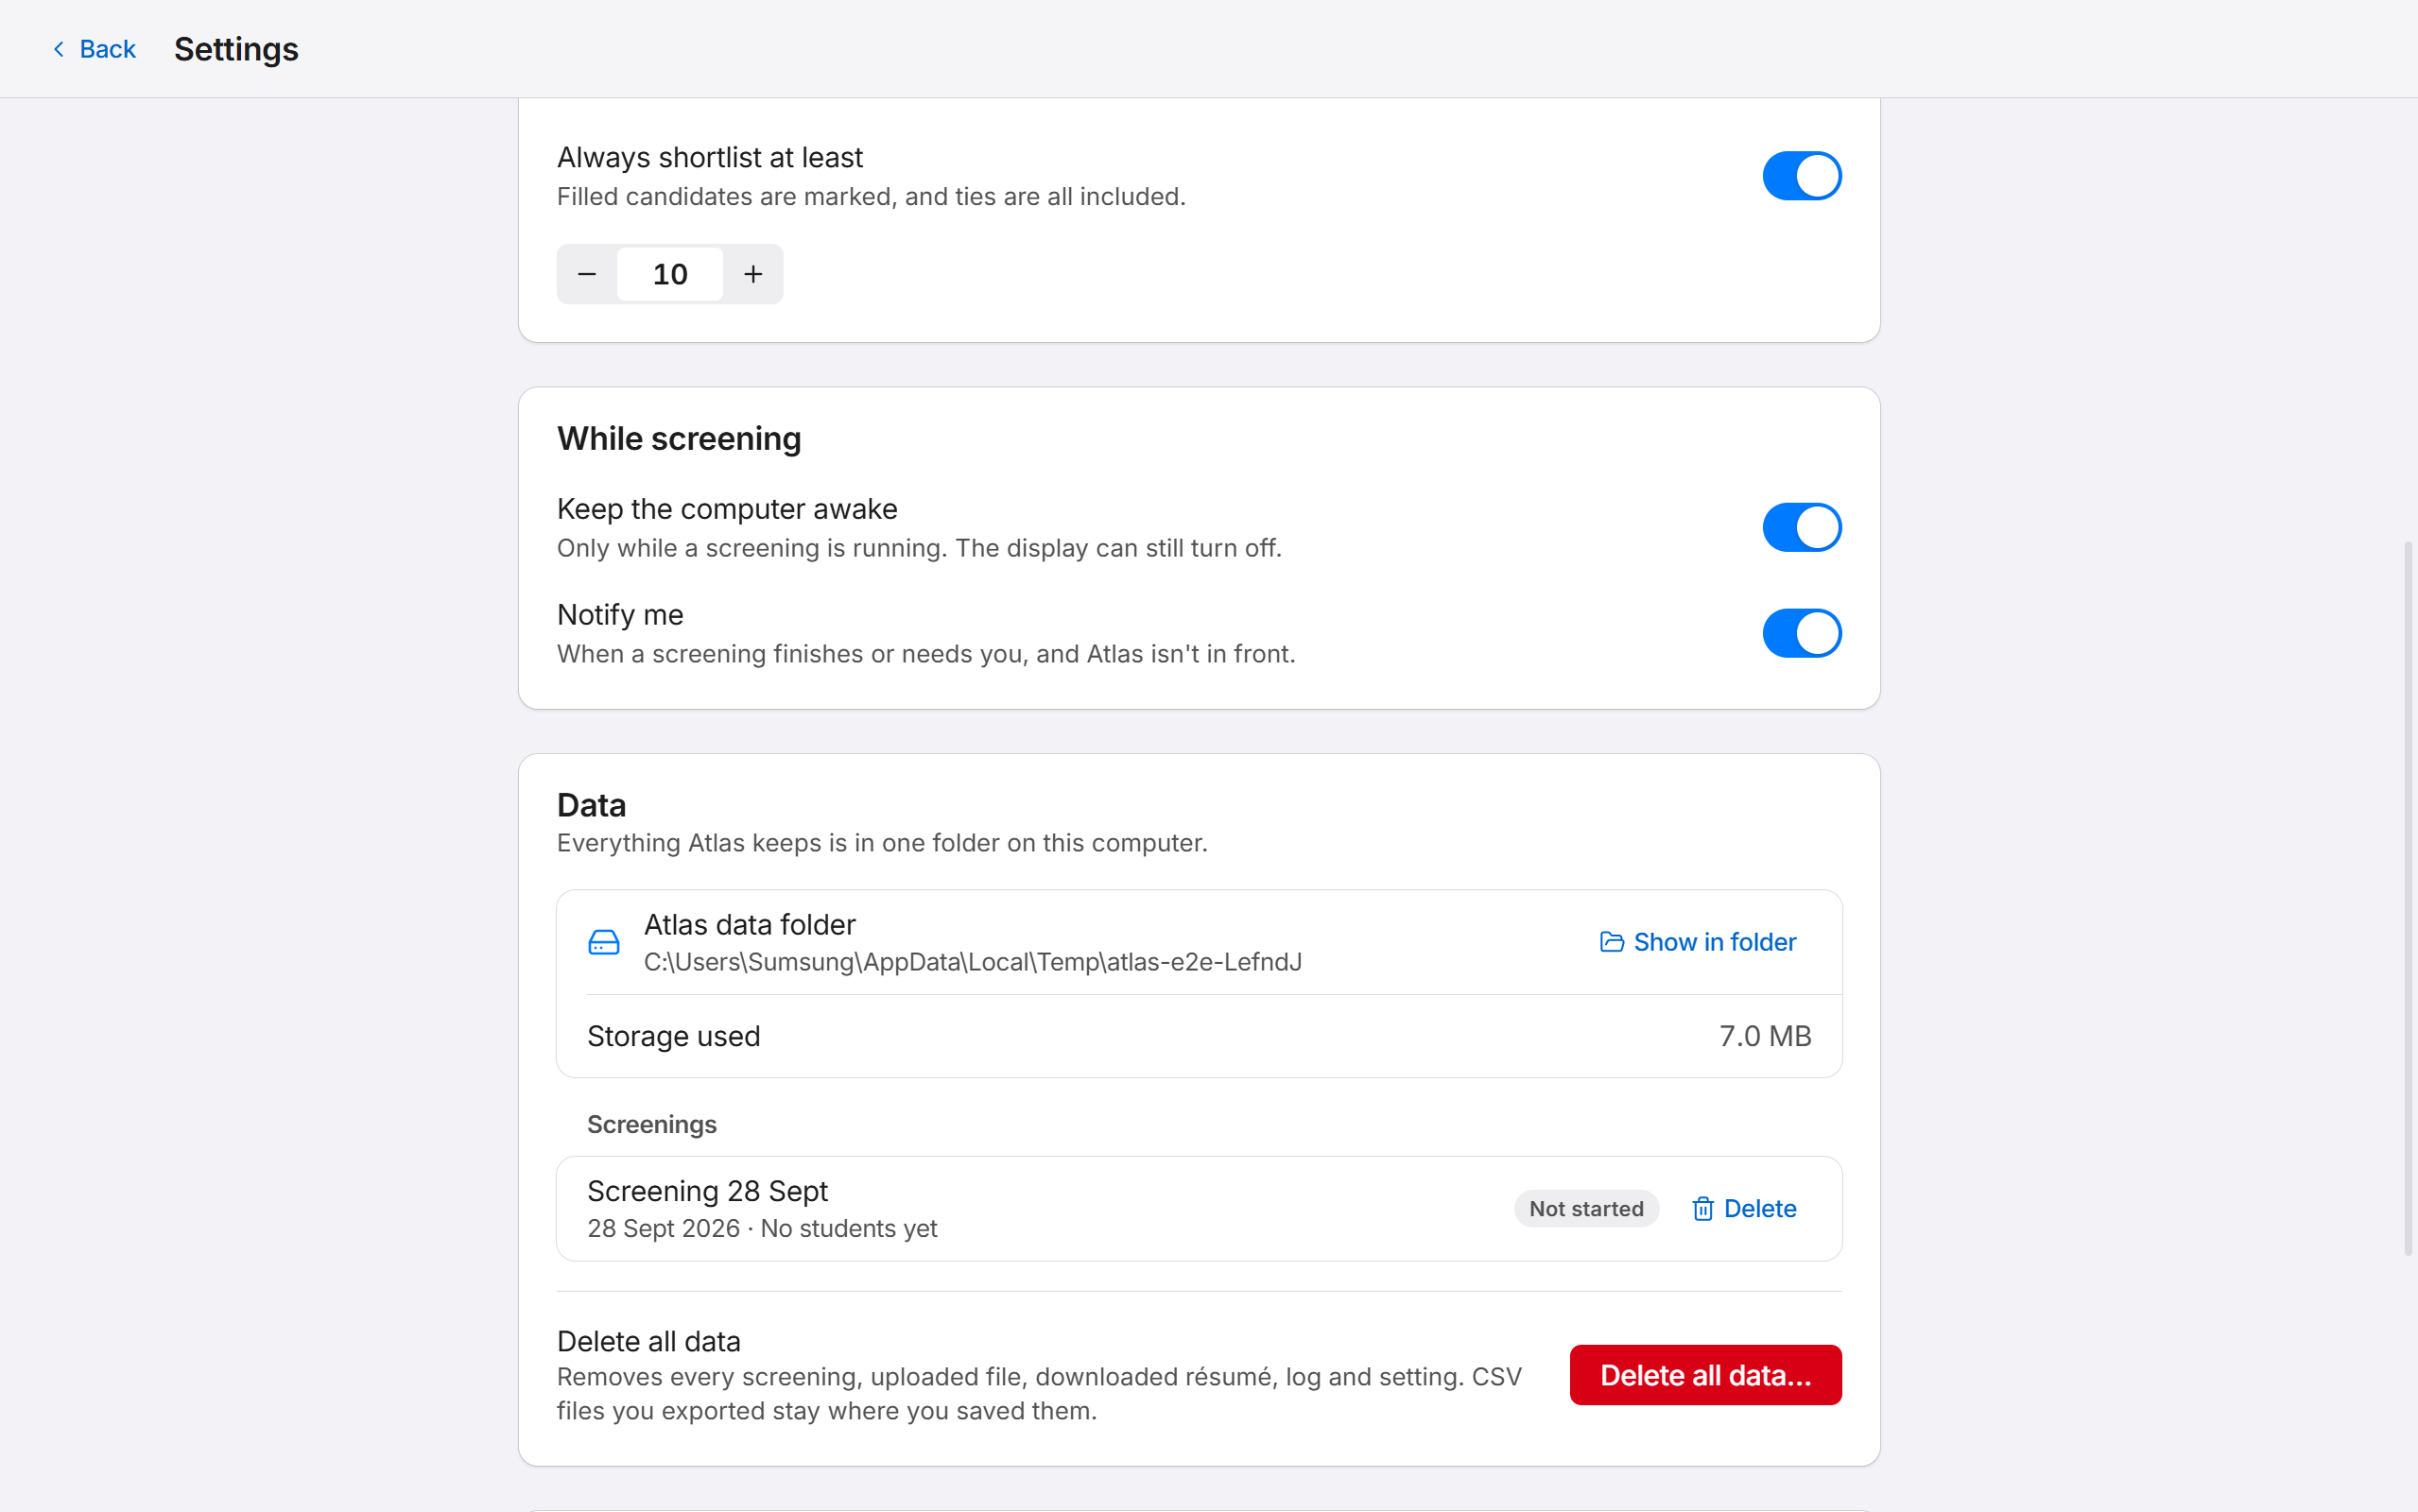 Back
Settings
Always shortlist at least
Filled candidates are marked, and ties are all included.
− 10 +
While screening
Keep the computer awake
Only while a screening is running. The display can still turn off.
Notify me
When a screening finishes or needs you, and Atlas isn't in front.
Data
Everything Atlas keeps is in one folder on this computer.
Atlas data folder
C:\Users\Sumsung\AppData\Local\Temp\atlas-e2e-LefndJ
Show in folder
Storage used
7.0 MB
Screenings
Screening 28 Sept
28 Sept 2026 · No students yet
Not started
Delete
Delete all data
Removes every screening, uploaded file, downloaded résumé, log and setting. CSV
files you exported stay where you saved them.
Delete all data...